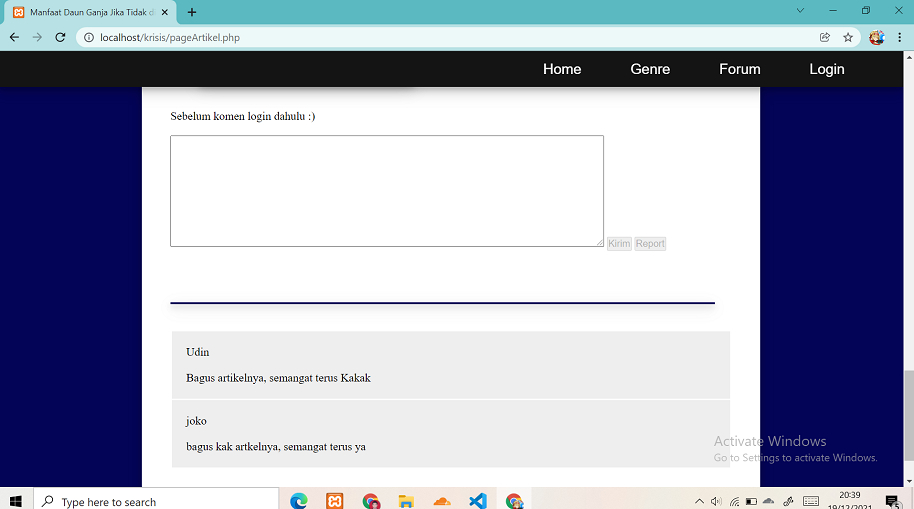 Manfaat Daun Ganja Jika Tidak d
localhost/krisis/pageArtikel.php
Home Genre Forum Login
Sebelum komen login dahulu :)
Kirim Report
Udin
Bagus artikelnya, semangat terus Kakak
joko
bagus kak artkelnya, semangat terus ya
Activate Windows
Go to Settings to activate Windows.
Type here to search
20:39
19/12/2021